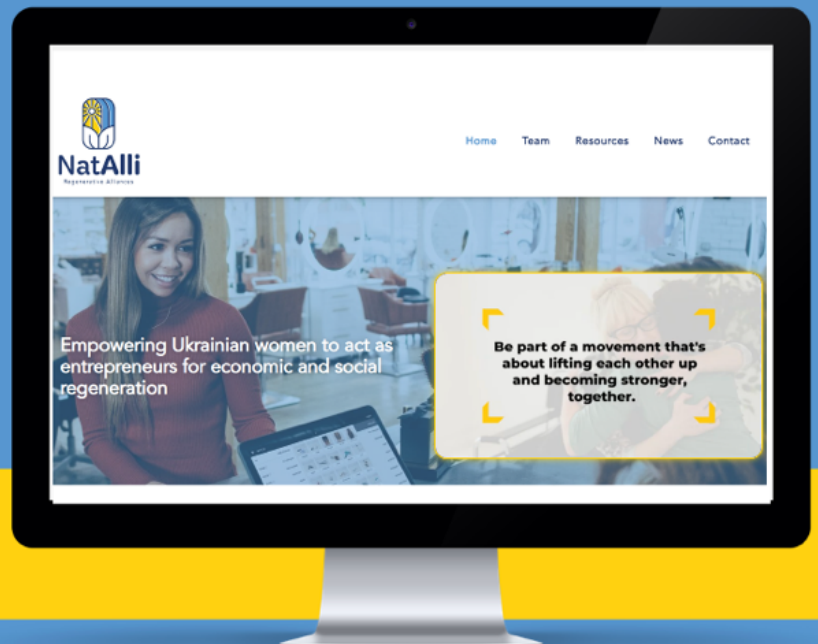 NatAlli
Regenerative Alliances
Home Team Resources News Contact
Empowering Ukrainian women to act as
entrepreneurs for economic and social
regeneration
Be part of a movement that's
about lifting each other up
and becoming stronger,
together.